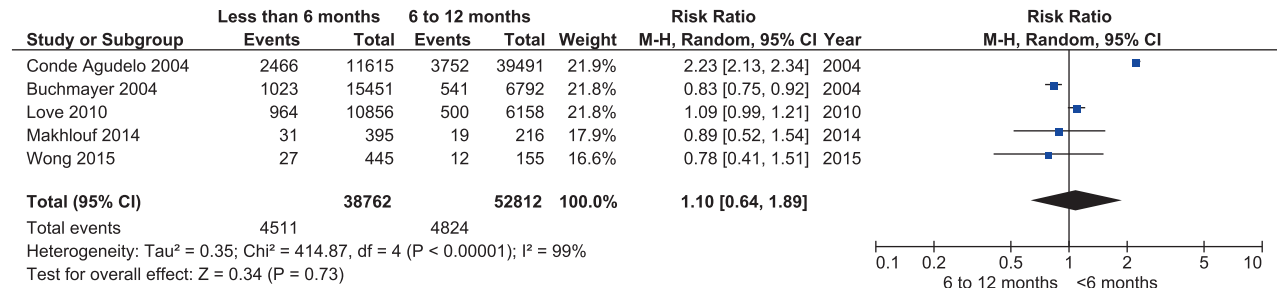 Less than 6 months 6 to 12 months Risk Ratio Risk Ratio
Study or Subgroup Events Total Events Total Weight M-H, Random, 95% CI Year M-H, Random, 95% CI
Conde Agudelo 2004 2466 11615 3752 39491 21.9% 2.23 [2.13, 2.34] 2004
Buchmayer 2004 1023 15451 541 6792 21.8% 0.83 [0.75, 0.92] 2004
Love 2010 964 10856 500 6158 21.8% 1.09 [0.99, 1.21] 2010
Makhlouf 2014 31 395 19 216 17.9% 0.89 [0.52, 1.54] 2014
Wong 2015 27 445 12 155 16.6% 0.78 [0.41, 1.51] 2015
Total (95% CI) 38762 52812 100.0% 1.10 [0.64, 1.89]
Total events 4511 4824
Heterogeneity: Tau² = 0.35; Chi² = 414.87, df = 4 (P < 0.00001); I² = 99%
Test for overall effect: Z = 0.34 (P = 0.73)
0.1 0.2 0.5 1 2 5 10
6 to 12 months <6 months